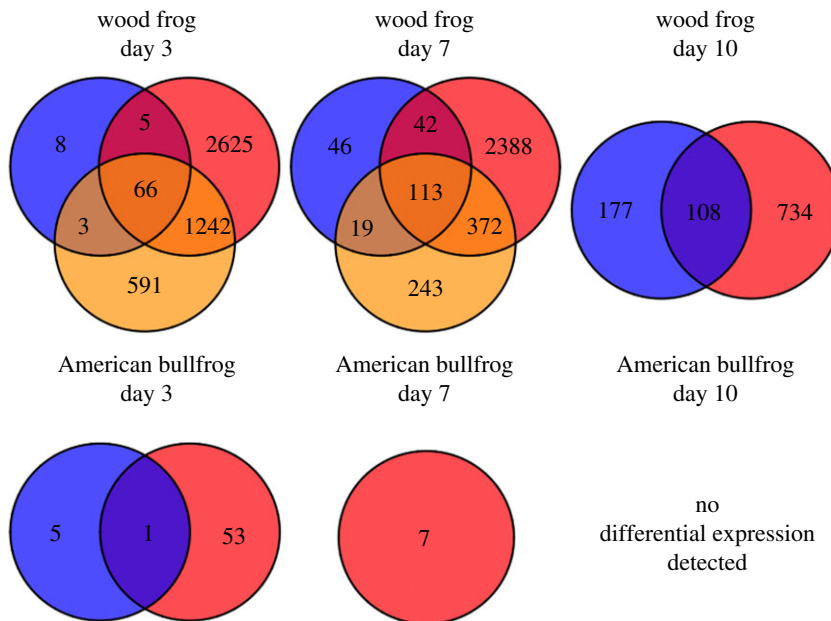 wood frog
day 3
wood frog
day 7
wood frog
day 10
8
5
2625
66
3
1242
591
46
42
2388
113
19
372
243
177
108
734
American bullfrog
day 3
American bullfrog
day 7
American bullfrog
day 10
5
1
53
7
no
differential expression
detected